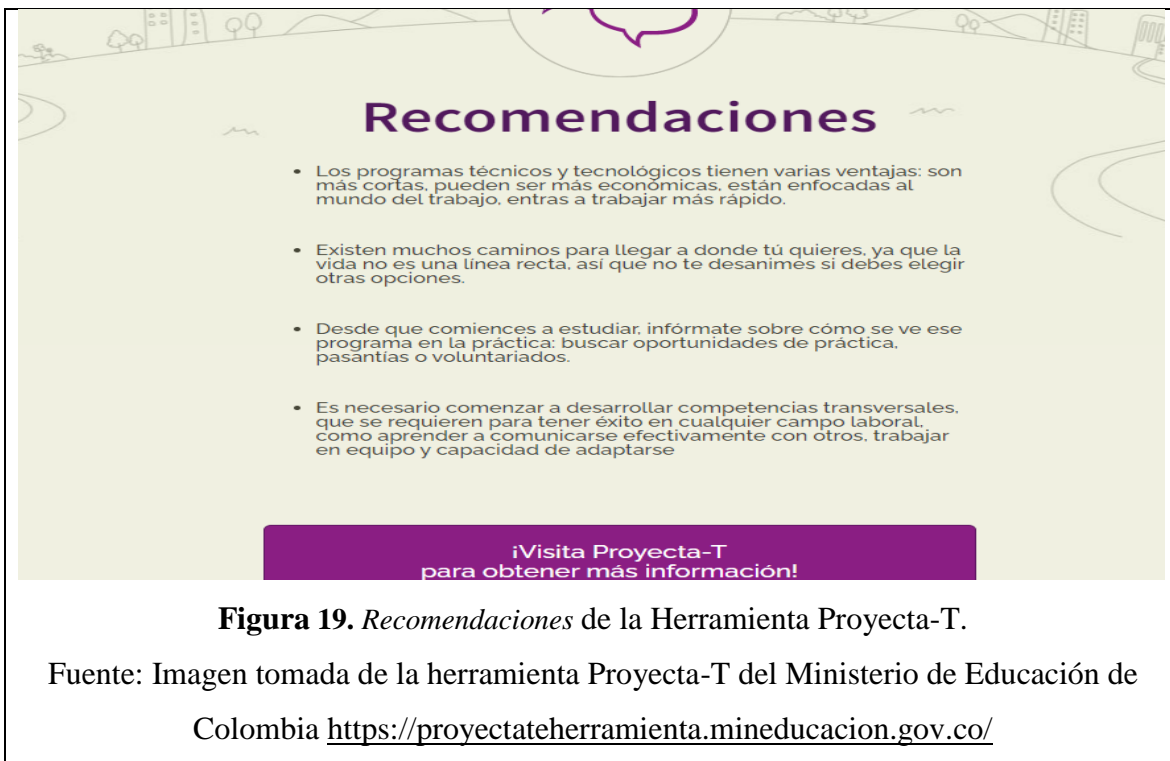 Recomendaciones
• Los programas técnicos y tecnológicos tienen varias ventajas: son
más cortas, pueden ser más económicas, están enfocadas al
mundo del trabajo, entras a trabajar más rápido.
• Existen muchos caminos para llegar a donde tú quieres, ya que la
vida no es una línea recta, así que no te desanimes si debes elegir
otras opciones.
• Desde que comiences a estudiar, infórmate sobre cómo se ve ese
programa en la práctica: buscar oportunidades de práctica,
pasantías o voluntariados.
• Es necesario comenzar a desarrollar competencias transversales,
que se requieren para tener éxito en cualquier campo laboral,
como aprender a comunicarse efectivamente con otros, trabajar
en equipo y capacidad de adaptarse
¡Visita Proyecta-T
para obtener más información!
Figura 19. Recomendaciones de la Herramienta Proyecta-T.
Fuente: Imagen tomada de la herramienta Proyecta-T del Ministerio de Educación de
Colombia https://proyectateherramienta.mineducacion.gov.co/